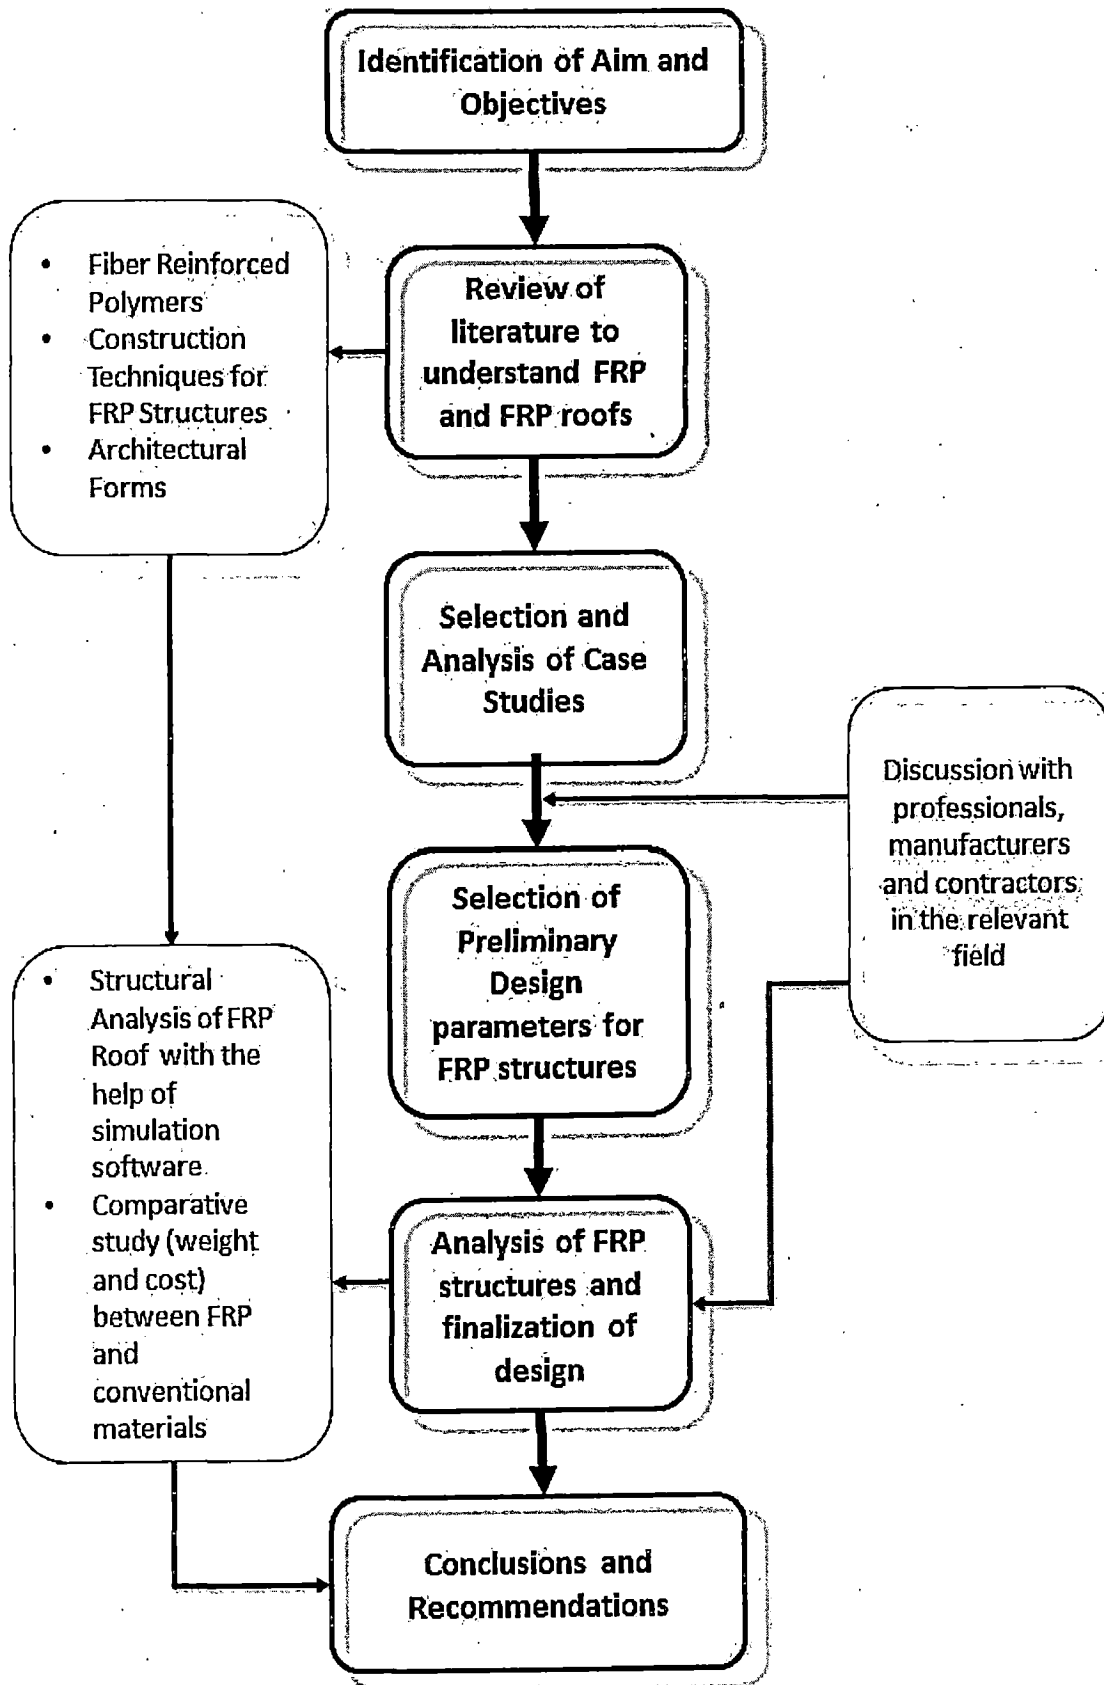 Identification of Aim and
Objectives
• Fiber Reinforced
Polymers
• Construction
Techniques for
FRP Structures
• Architectural
Forms
Review of
literature to
understand FRP
and FRP roofs
Selection and
Analysis of Case
Studies
Discussion with
professionals,
manufacturers
and contractors
in the relevant
field
Selection of
Preliminary
Design
parameters for
FRP structures
• Structural
Analysis of FRP
Roof with the
help of
simulation
software.
• Comparative
study (weight
and cost)
between FRP
and
conventional
materials
Analysis of FRP
structures and
finalization of
design
Conclusions and
Recommendations